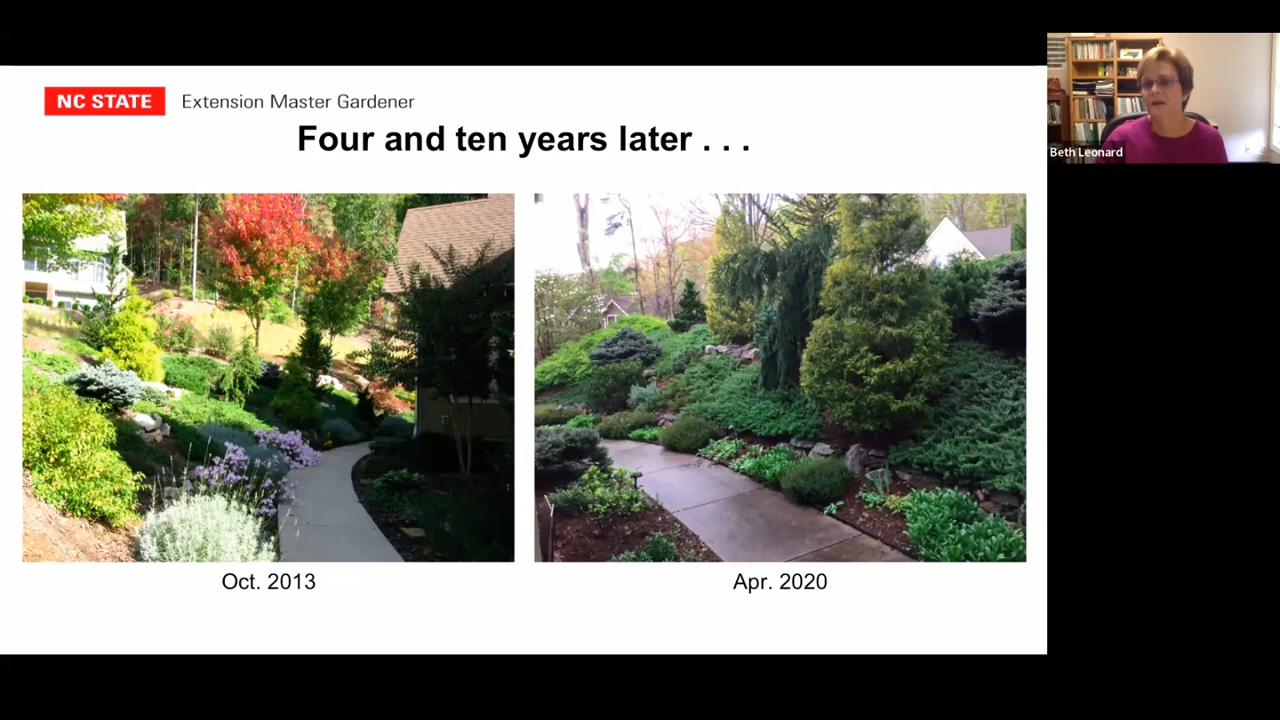 NC STATE Extension Master Gardener
Four and ten years later . . .
Beth Leonard
Oct. 2013
Apr. 2020